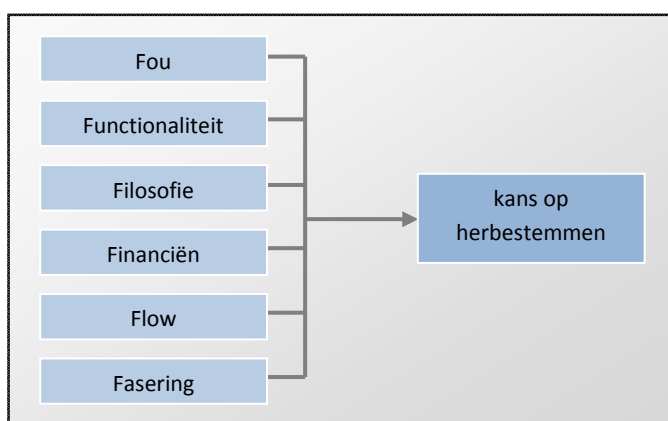 Fou
Functionaliteit
Filosofie
Financiën
Flow
Fasering
kans op
herbestemmen